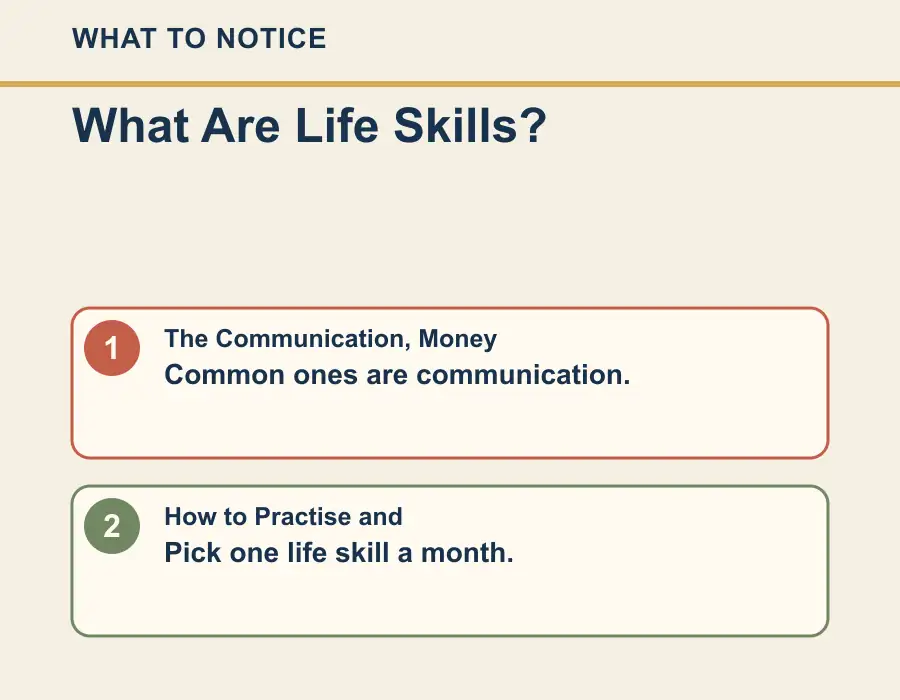 WHAT TO NOTICE
What Are Life Skills?
1
The Communication, Money
Common ones are communication.
2
How to Practise and
Pick one life skill a month.